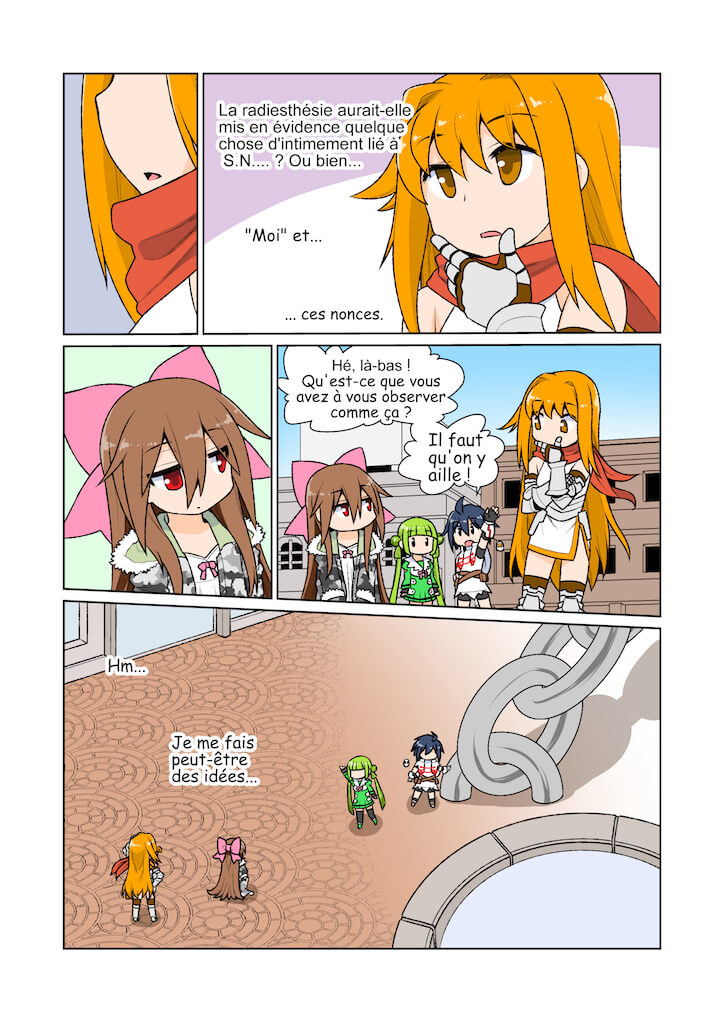 La radiesthésie aurait-elle
mis en évidence quelque
chose d'intimement lié à
S.N.... ? Ou bien...
"Moi" et...
... ces nonces.
Hé, là-bas !
Qu'est-ce que vous
avez à vous observer
comme ça ?
Il faut
qu'on y
aille !
Hm...
Je me fais
peut-être
des idées...